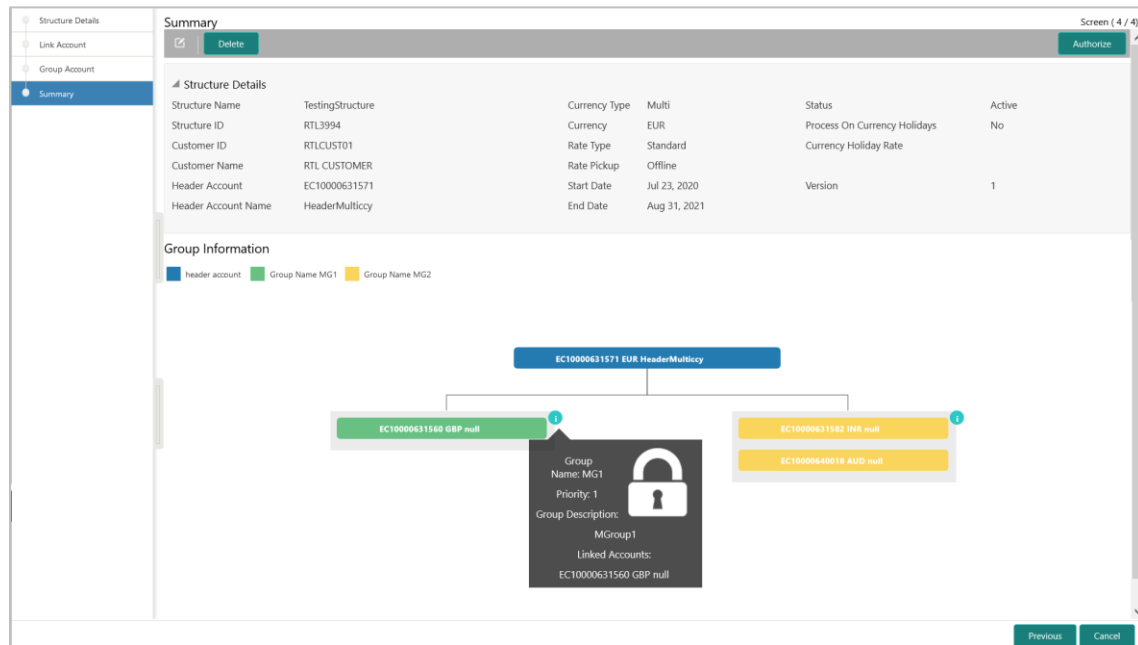 Structure Details
Link Account
Group Account
Summary
Summary
Screen ( 4 / 4)
Delete
Authorize
Structure Details
Structure Name TestingStructure Currency Type Multi Status Active
Structure ID RTL3994 Currency EUR Process On Currency Holidays No
Customer ID RTLCUST01 Rate Type Standard Currency Holiday Rate
Customer Name RTL CUSTOMER Rate Pickup Offline
Header Account EC10000631571 Start Date Jul 23, 2020 Version 1
Header Account Name HeaderMulticcy End Date Aug 31, 2021
Group Information
header account Group Name MG1 Group Name MG2
EC10000631571 EUR HeaderMulticcy
EC10000631560 GBP null
i
EC10000631582 INR null
i
EC10000640018 AUD null
Group
Name: MG1
Priority: 1
Group Description:
MGroup1
Linked Accounts:
EC10000631560 GBP null
Previous
Cancel